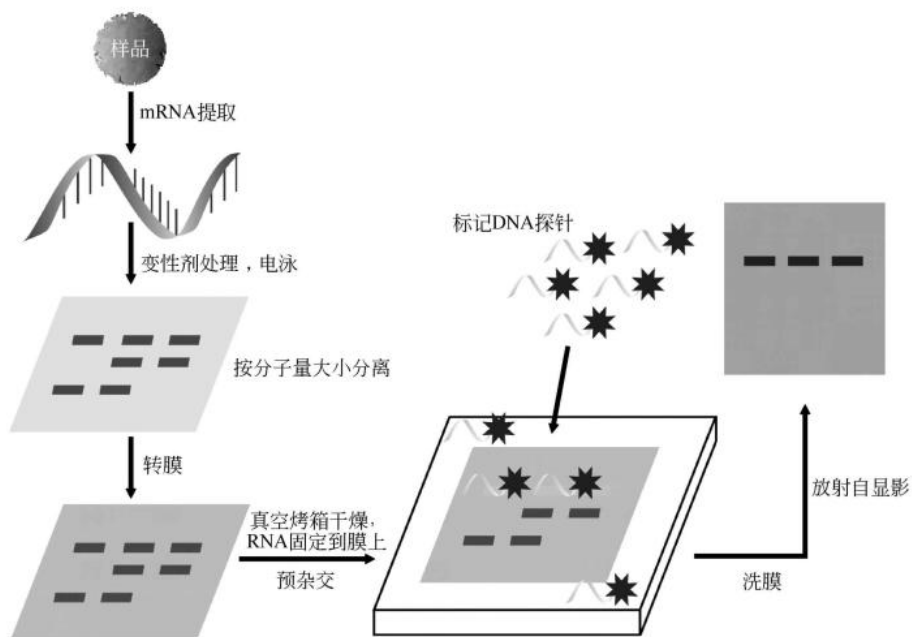 样品
mRNA提取
变性剂处理，电泳
按分子量大小分离
转膜
真空烤箱干燥，
RNA固定到膜上
预杂交
标记DNA探针
洗膜
放射自显影